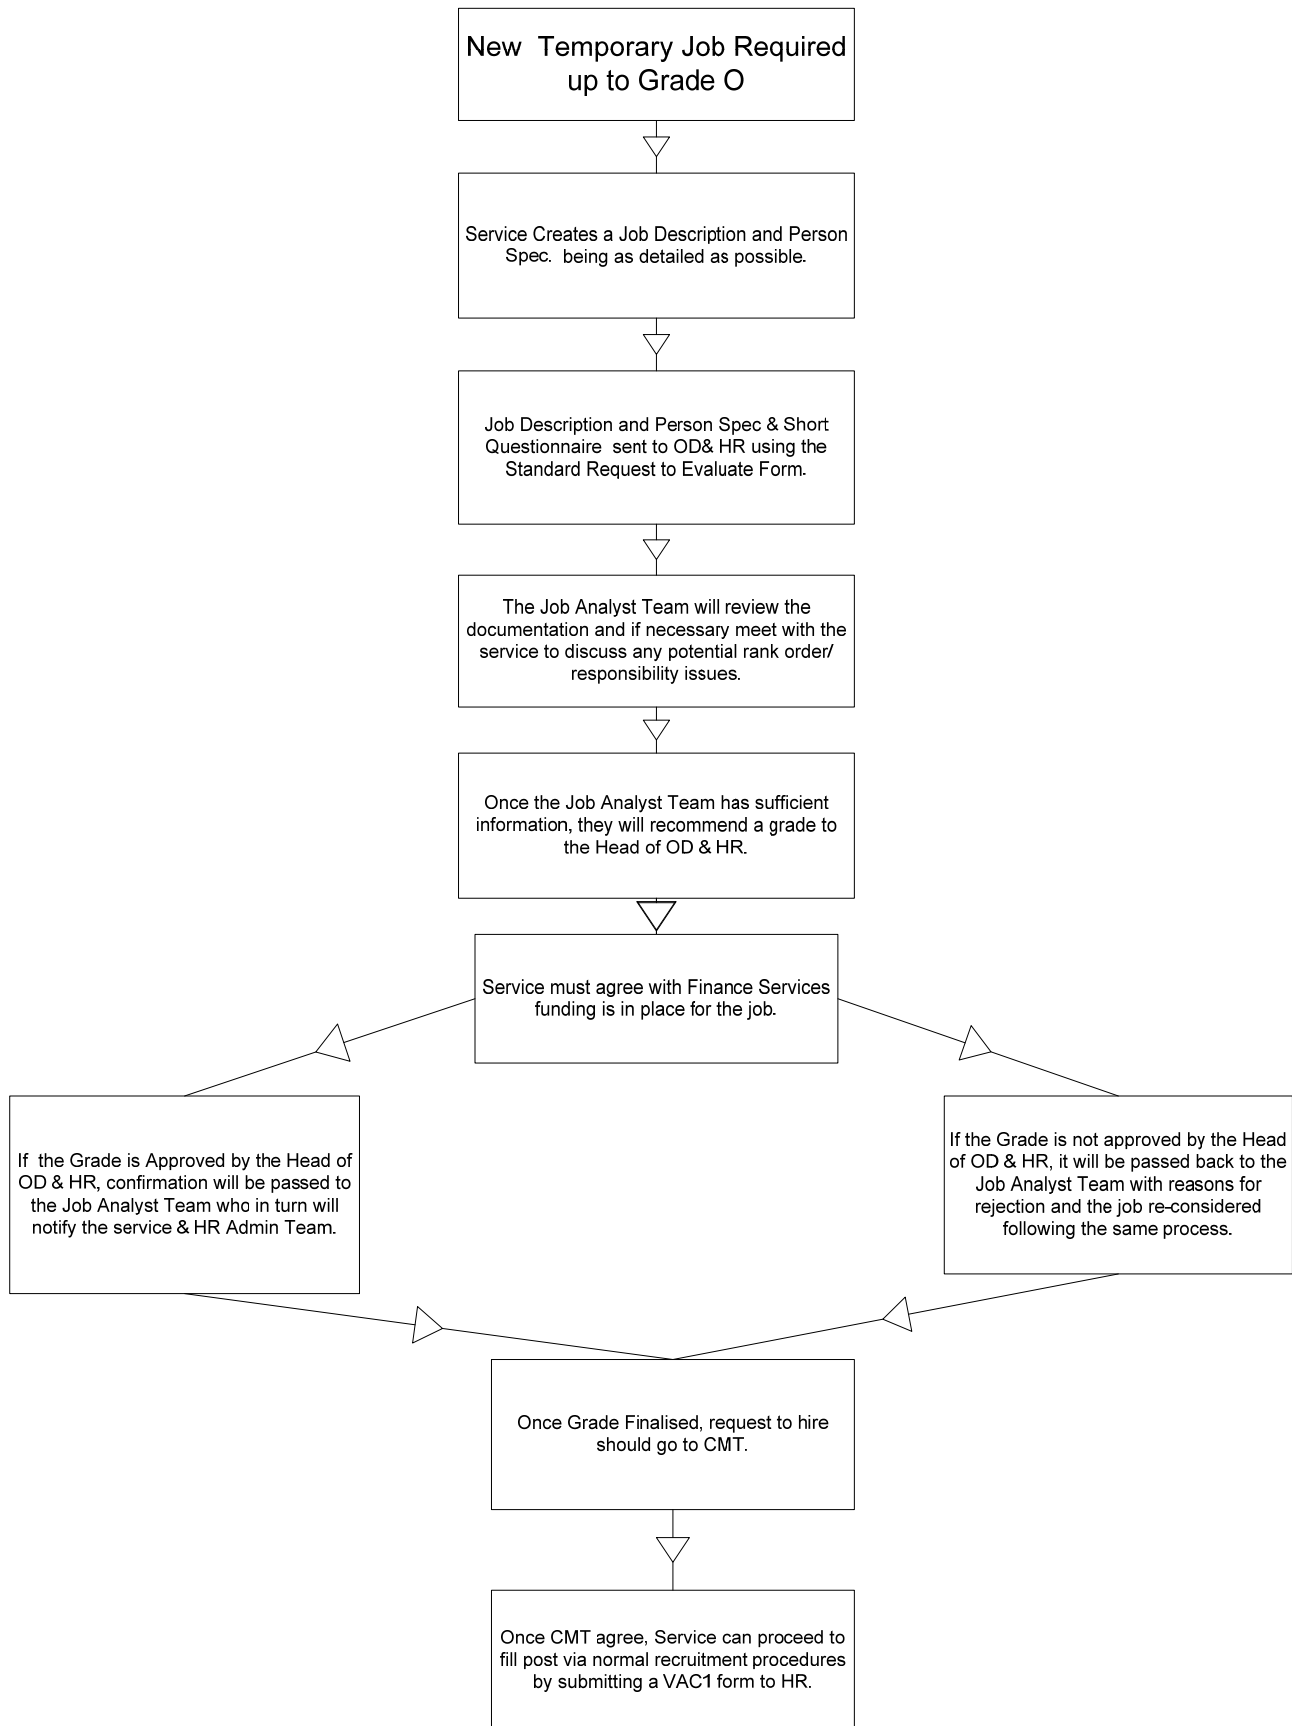 New  Temporary Job Required
up to Grade O
Service Creates a Job Description and Person
Spec.  being as detailed as possible.
Job Description and Person Spec & Short
Questionnaire  sent to OD& HR using the
Standard Request to Evaluate Form.
The Job Analyst Team will review the
documentation and if necessary meet with the
service to discuss any potential rank order/
responsibility issues.
Once the Job Analyst Team has sufficient
information, they will recommend a grade to
the Head of OD & HR.
Service must agree with Finance Services
funding is in place for the job.
If  the Grade is Approved by the Head of
OD & HR, confirmation will be passed to
the Job Analyst Team who in turn will
notify the service & HR Admin Team.
If the Grade is not approved by the Head
of OD & HR, it will be passed back to the
Job Analyst Team with reasons for
rejection and the job re-considered
following the same process.
Once Grade Finalised, request to hire
should go to CMT.
Once CMT agree, Service can proceed to
fill post via normal recruitment procedures
by submitting a VAC1 form to HR.